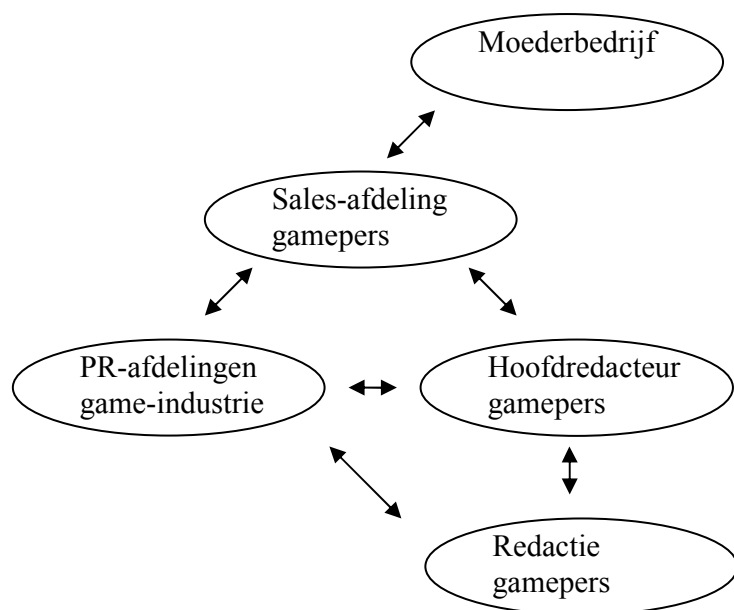 Moederbedrijf
Sales-afdeling
gamepers
PR-afdelingen
game-industrie
Hoofdredacteur
gamepers
Redactie
gamepers